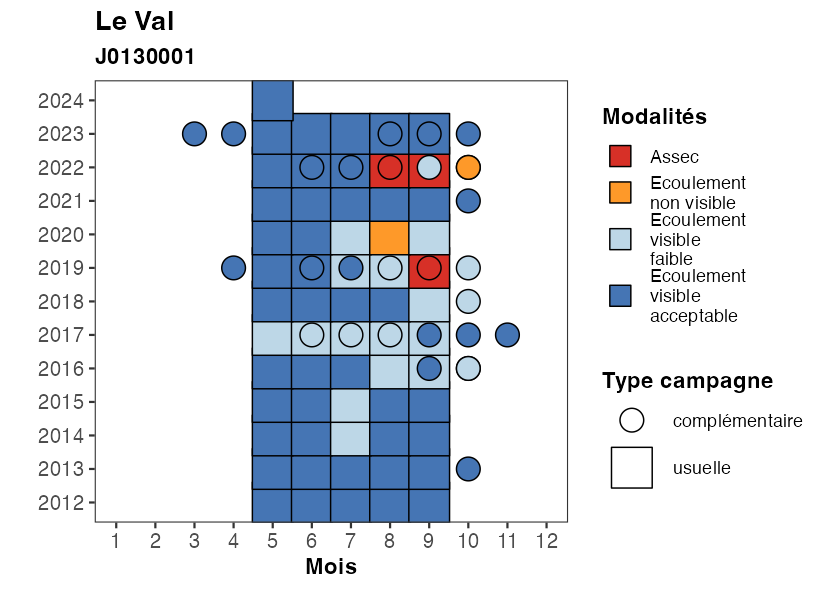 Le Val
J0130001
2024
2023
2022
2021
2020
2019
2018
2017
2016
2015
2014
2013
2012
1 2 3 4 5 6 7 8 9 10 11 12
Mois
Modalités
Assec
Ecoulement
non visible
Ecoulement
visible
faible
Ecoulement
visible
acceptable
Type campagne
complémentaire
usuelle